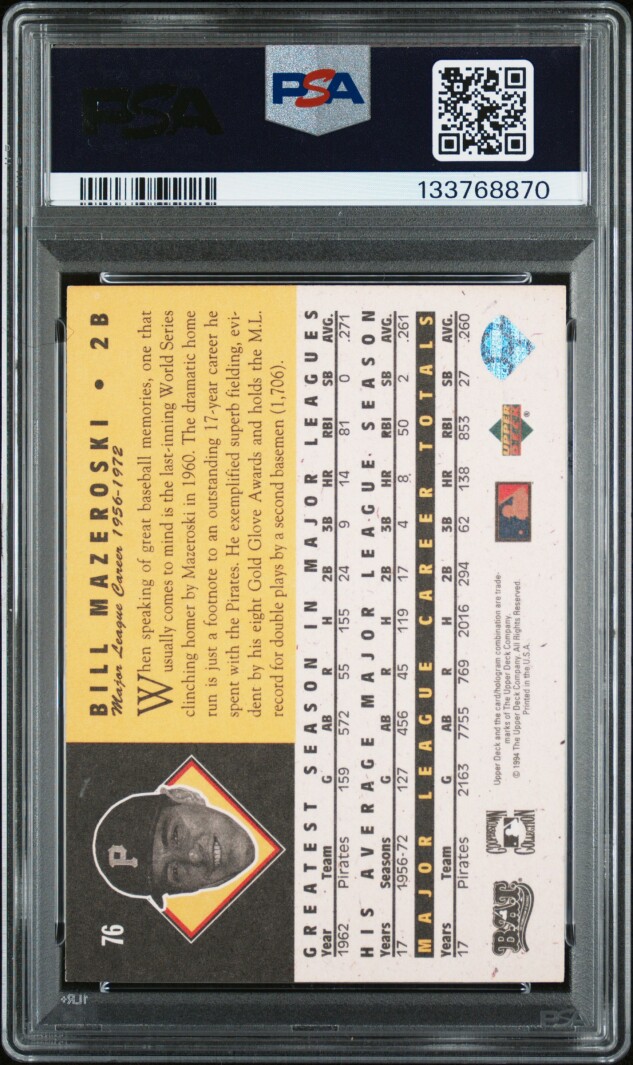 PSA
PSA
133768870
76
BILL MAZEROSKI • 2B
Major League Career 1956-1972
When speaking of great baseball memories, one that
usually comes to mind is the last-inning World Series
clinching homer by Mazeroski in 1960. The dramatic home
run is just a footnote to an outstanding 17-year career he
spent with the Pirates. He exemplified superb fielding, evi-
dent by his eight Gold Glove Awards and holds the M.L.
record for double plays by a second basemen (1,706).
P
GREATEST SEASON IN MAJOR LEAGUES
Year Team G AB R H 2B 3B HR RBI SB AVG.
1962 Pirates 159 572 55 155 24 9 14 81 0 .271
HIS AVERAGE MAJOR LEAGUE SEASON
Years Seasons G AB R H 2B 3B HR RBI SB AVG.
17 1956-72 127 456 45 119 17 4 8 50 2 .261
MAJOR LEAGUE CAREER TOTALS
Years Team G AB R H 2B 3B HR RBI SB AVG.
17 Pirates 2163 7755 769 2016 294 62 138 853 27 .260
B.A.T.
COOPERSTOWN
COLLECTION
Upper Deck and the card/hologram combination are trade-
marks of The Upper Deck Company.
© 1994 The Upper Deck Company. All Rights Reserved.
Printed in the U.S.A.
UPPER
DECK
®
PSA